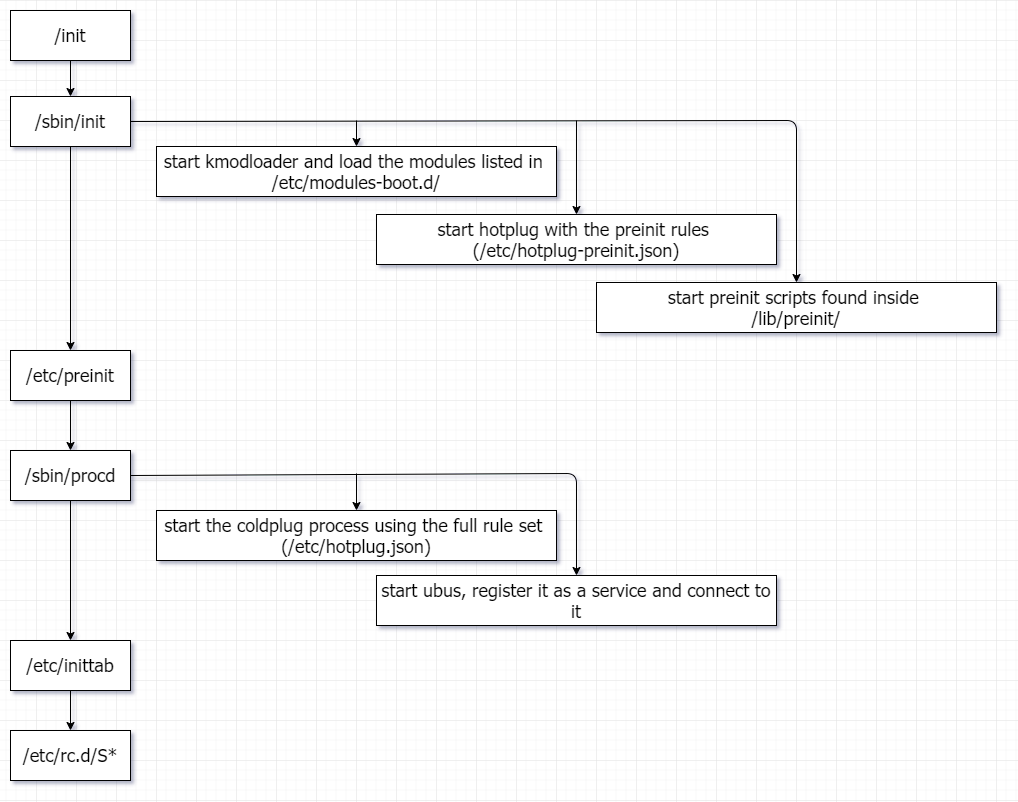 /init
/sbin/init
start kmodloader and load the modules listed in
/etc/modules-boot.d/
start hotplug with the preinit rules
(/etc/hotplug-preinit.json)
start preinit scripts found inside
/lib/preinit/
/etc/preinit
/sbin/procd
start the coldplug process using the full rule set
(/etc/hotplug.json)
start ubus, register it as a service and connect to
it
/etc/inittab
/etc/rc.d/S*